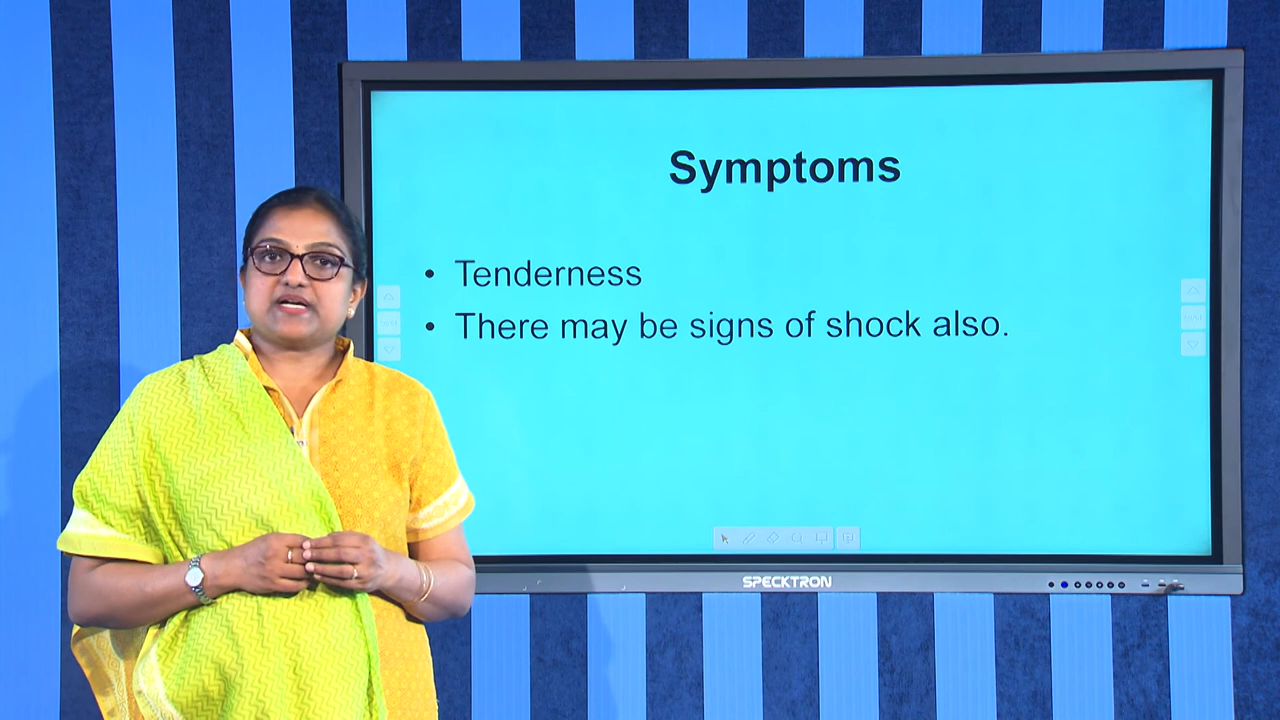 Symptoms
• Tenderness
• There may be signs of shock also.
SPECKTRON